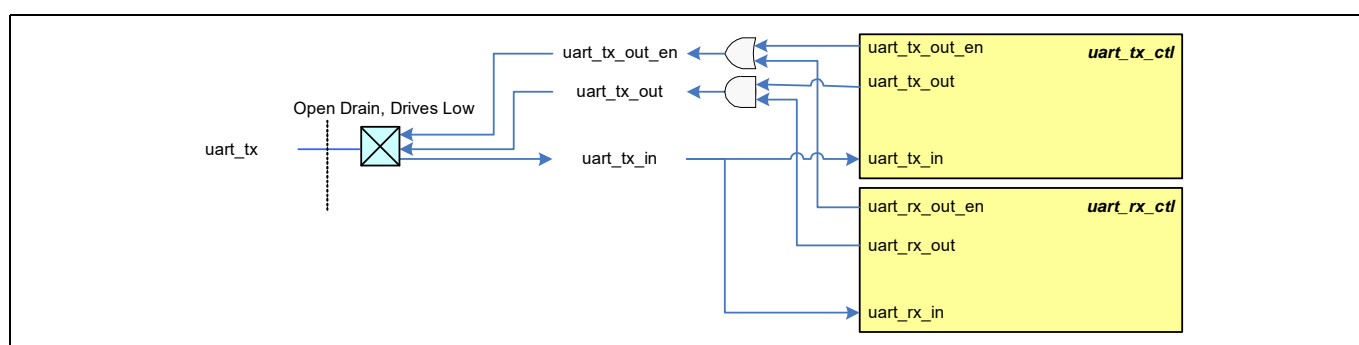 uart_tx_out_en
uart_tx_out_en
uart_tx_ctl
uart_tx_out
uart_tx_out
Open Drain, Drives Low
uart_tx
uart_tx_in
uart_tx_in
uart_rx_out_en
uart_rx_ctl
uart_rx_out
uart_rx_in